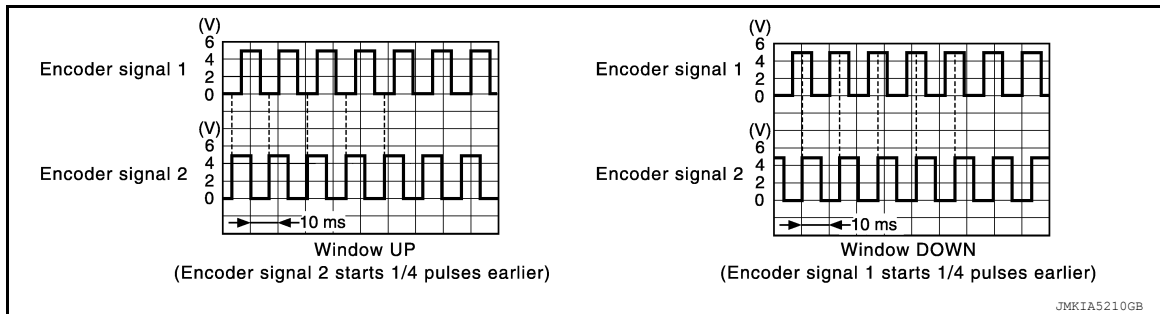 (V)
6
4
2
0
Encoder signal 1
(V)
6
4
2
0
Encoder signal 2
10 ms
Window UP
(Encoder signal 2 starts 1/4 pulses earlier)
(V)
6
4
2
0
Encoder signal 1
(V)
6
4
2
0
Encoder signal 2
10 ms
Window DOWN
(Encoder signal 1 starts 1/4 pulses earlier)
JMKIA5210GB